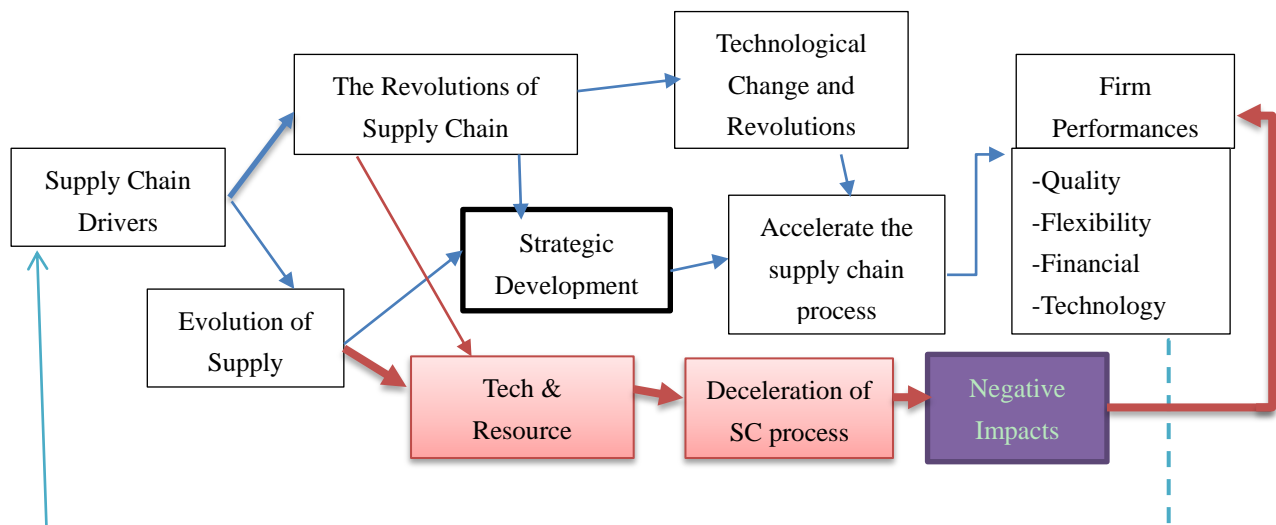 Supply Chain
Drivers
The Revolutions of
Supply Chain
Evolution of
Supply
Technological
Change and
Revolutions
Strategic
Development
Accelerate the
supply chain
process
Firm
Performances
-Quality
-Flexibility
-Financial
-Technology
Tech &
Resource
Deceleration of
SC process
Negative
Impacts